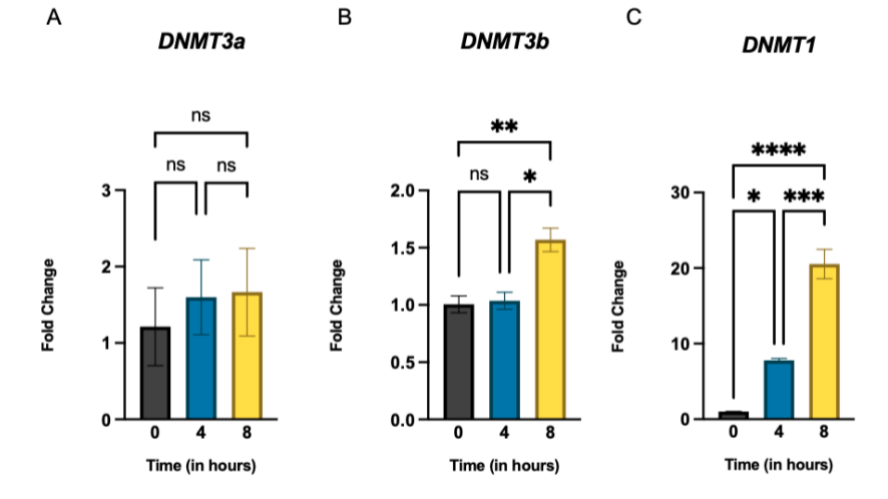 A
DNMT3a
ns
ns
ns
3
2
1
0
Fold Change
0 4 8
Time (in hours)
B
DNMT3b
**
ns
*
2.0
1.5
1.0
0.5
0.0
Fold Change
0 4 8
Time (in hours)
C
DNMT1
****
*
***
30
20
10
0
Fold Change
0 4 8
Time (in hours)